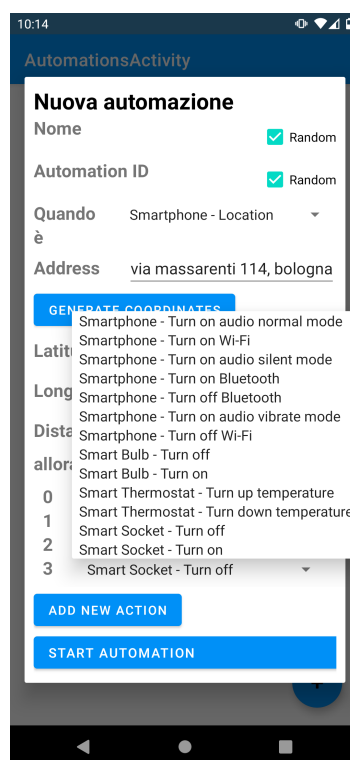 10:14
AutomationsActivity
Nuova automazione
Nome
Random
Automation ID
Random
Quando è
Smartphone - Location
Address
via massarenti 114, bologna
GENERATE COORDINATES
Smartphone - Turn on audio normal mode
Smartphone - Turn on Wi-Fi
Smartphone - Turn on audio silent mode
Smartphone - Turn on Bluetooth
Smartphone - Turn off Bluetooth
Smartphone - Turn on audio vibrate mode
Smartphone - Turn off Wi-Fi
Smart Bulb - Turn off
Smart Bulb - Turn on
Smart Thermostat - Turn up temperature
Smart Thermostat - Turn down temperature
Smart Socket - Turn off
Smart Socket - Turn on
Latit
Long
Dista
allora
0
1
2
3 Smart Socket - Turn off
ADD NEW ACTION
START AUTOMATION